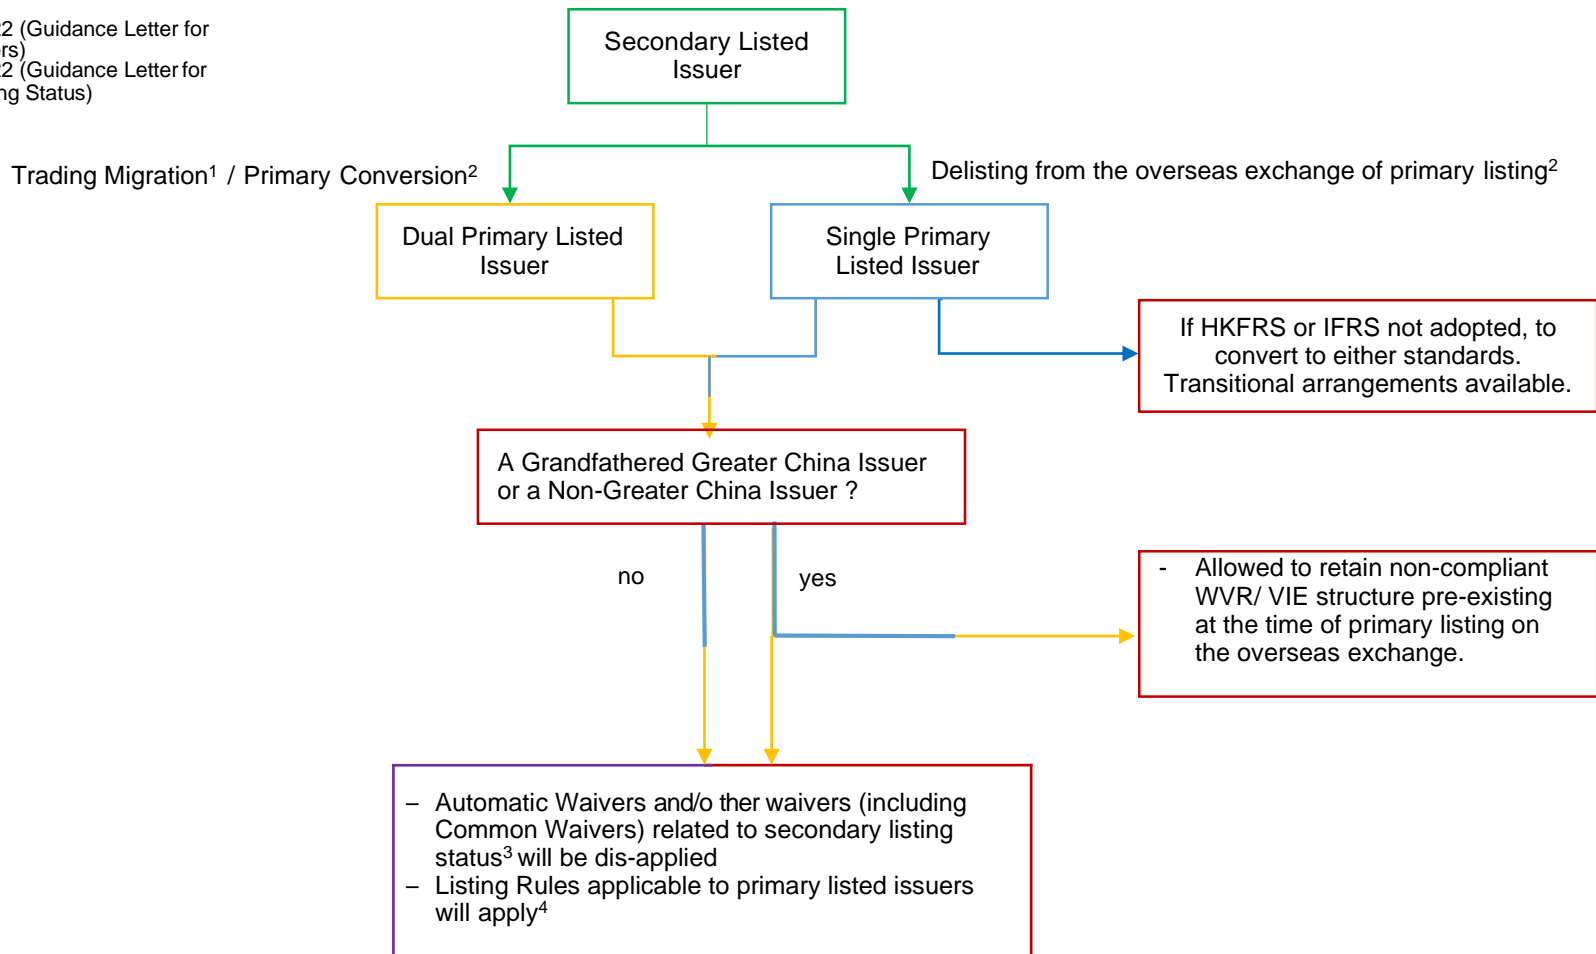 22 (Guidance Letter for
ers)
22 (Guidance Letter for
ng Status)
Secondary Listed
Issuer
Trading Migration¹ / Primary Conversion²
Delisting from the overseas exchange of primary listing²
Dual Primary Listed
Issuer
Single Primary
Listed Issuer
If HKFRS or IFRS not adopted, to
convert to either standards.
Transitional arrangements available.
A Grandfathered Greater China Issuer
or a Non-Greater China Issuer ?
no
yes
- Allowed to retain non-compliant
WVR/ VIE structure pre-existing
at the time of primary listing on
the overseas exchange.
– Automatic Waivers and/o ther waivers (including
Common Waivers) related to secondary listing
status³ will be dis-applied
– Listing Rules applicable to primary listed issuers
will apply⁴